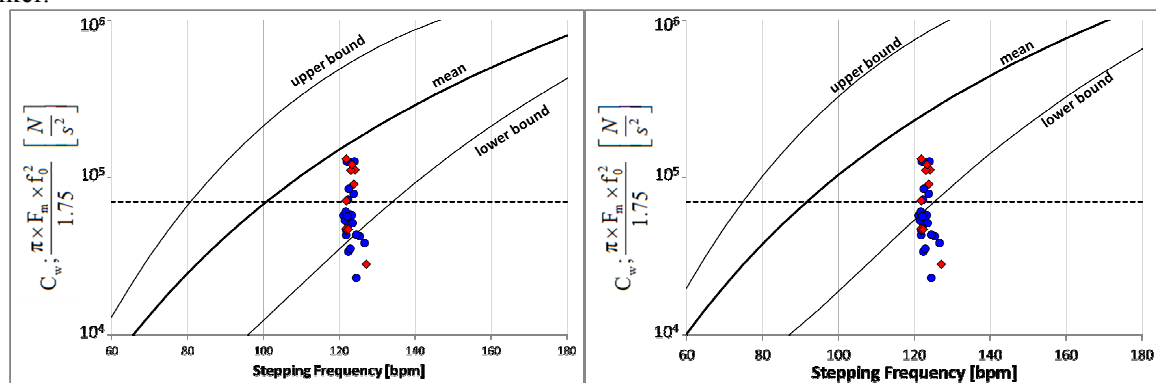 10⁶
10⁵
10⁴
C_w; π × F_m × f_0² / 1.75 [N/s²]
upper bound
mean
lower bound
60 80 100 120 140 160 180
Stepping Frequency [bpm]
10⁶
10⁵
10⁴
C_w; π × F_m × f_0² / 1.75 [N/s²]
upper bound
mean
lower bound
60 80 100 120 140 160 180
Stepping Frequency [bpm]